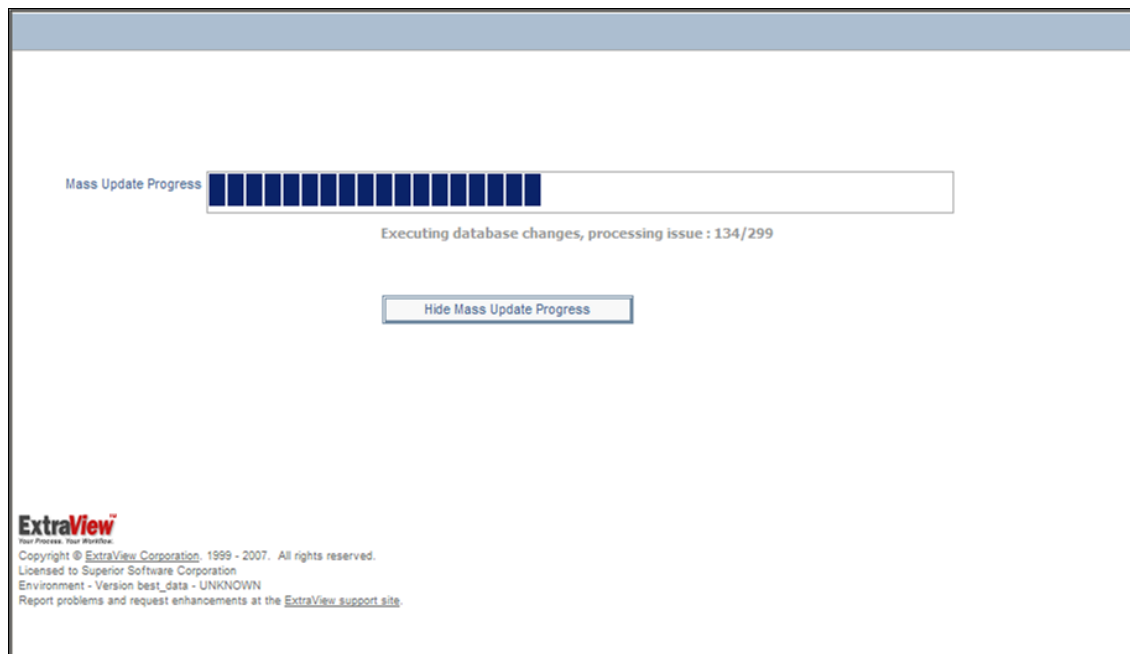 Mass Update Progress
Executing database changes, processing issue : 134/299
Hide Mass Update Progress
ExtraView™
Your Process. Your Workflow.
Copyright © ExtraView Corporation. 1999 - 2007. All rights reserved.
Licensed to Superior Software Corporation
Environment - Version best_data - UNKNOWN
Report problems and request enhancements at the ExtraView support site.